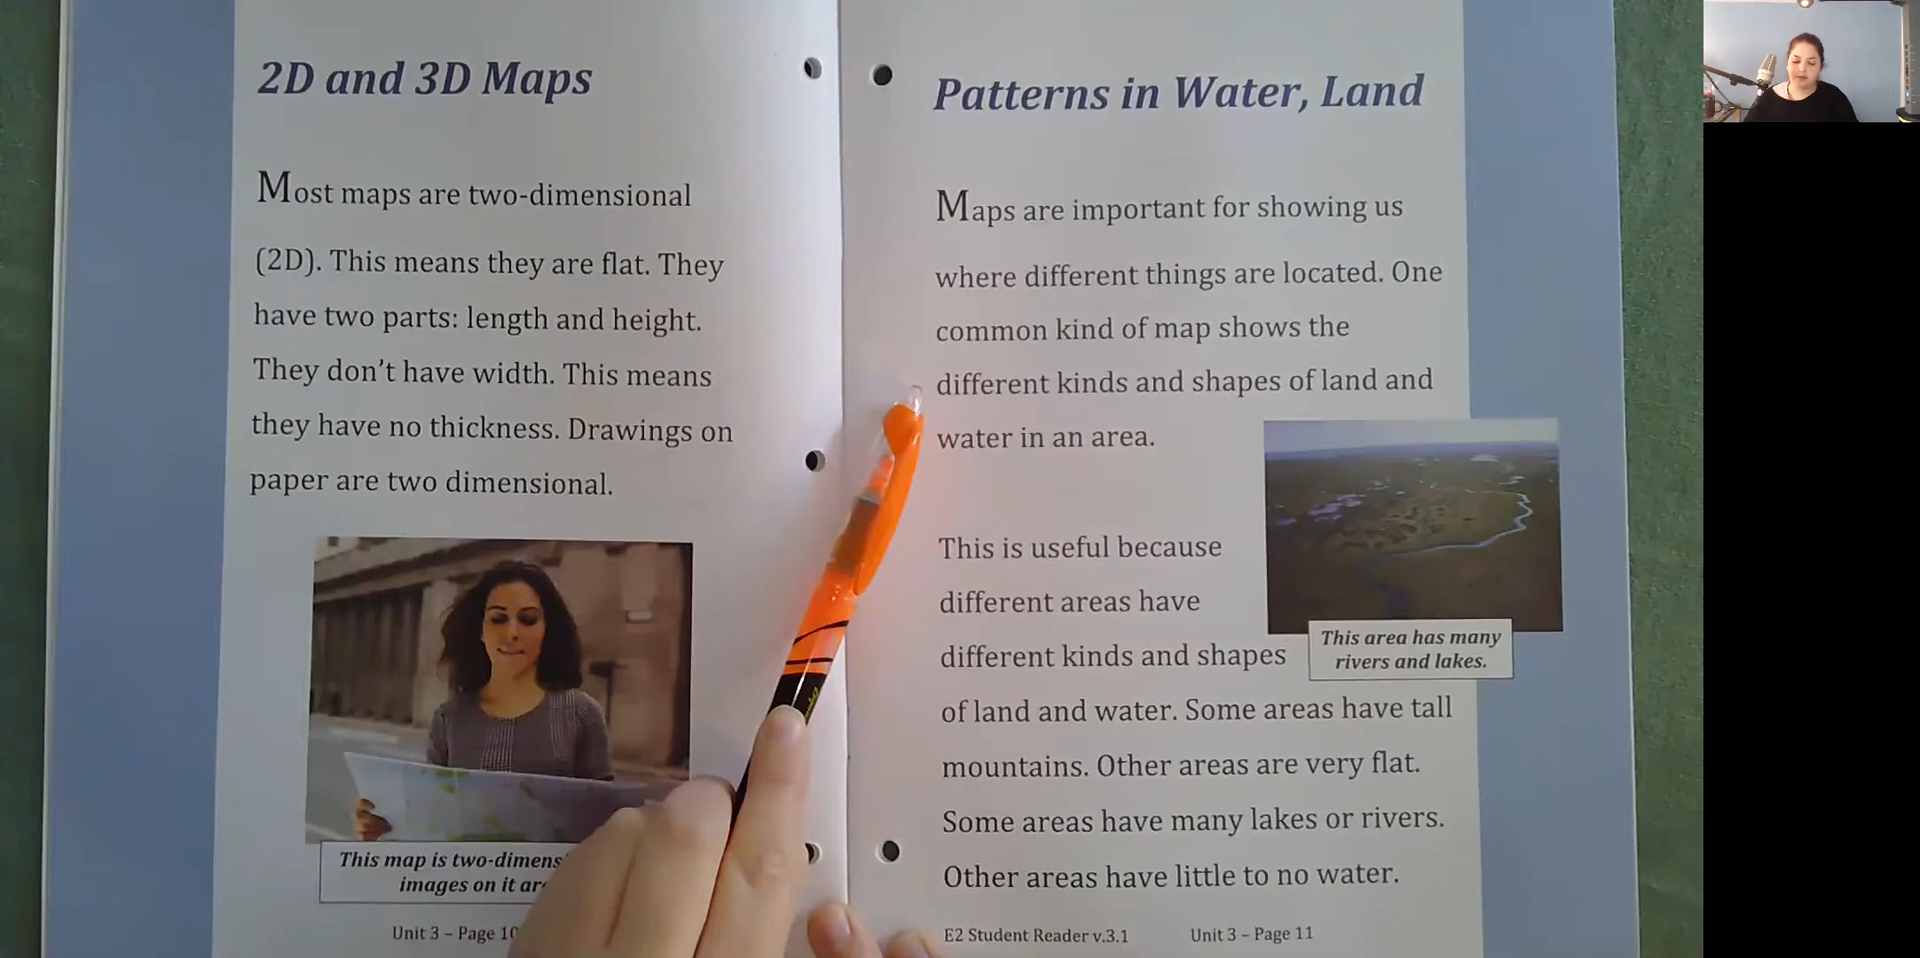 2D and 3D Maps
Most maps are two-dimensional
(2D). This means they are flat. They
have two parts: length and height.
They don't have width. This means
they have no thickness. Drawings on
paper are two dimensional.
This map is
images on it
Unit 3 – Page 10
Patterns in Water, Land
Maps are important for showing us
where different things are located. One
common kind of map shows the
different kinds and shapes of land and
water in an area.
This is useful because
different areas have
different kinds and shapes
of land and water. Some areas have tall
mountains. Other areas are very flat.
Some areas have many lakes or rivers.
Other areas have little to no water.
This area has many
rivers and lakes.
E2 Student Reader v.3.1 Unit 3 – Page 11